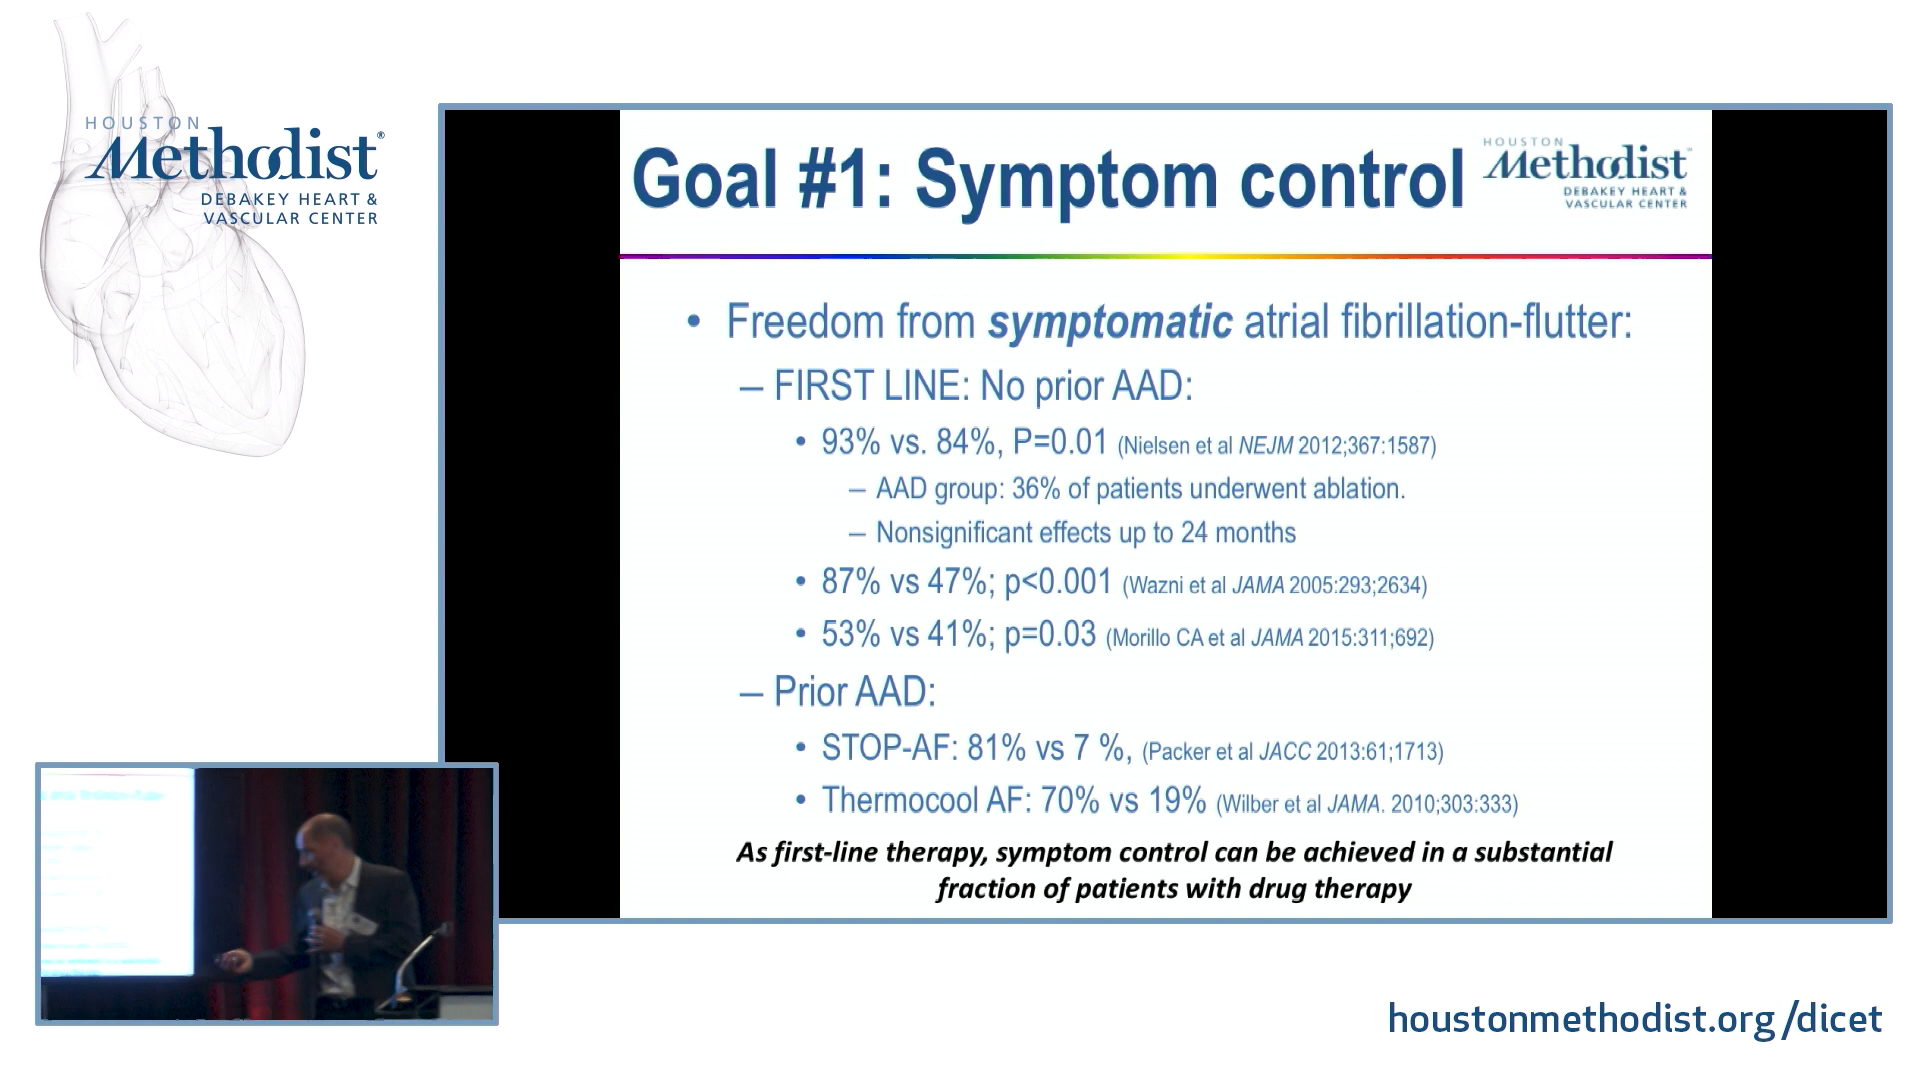 HOUSTON
Methodist®
DEBAKEY HEART &
VASCULAR CENTER
Goal #1: Symptom control
HOUSTON
Methodist
DEBAKEY HEART &
VASCULAR CENTER
• Freedom from symptomatic atrial fibrillation-flutter:
– FIRST LINE: No prior AAD:
• 93% vs. 84%, P=0.01 (Nielsen et al NEJM 2012;367:1587)
– AAD group: 36% of patients underwent ablation.
– Nonsignificant effects up to 24 months
• 87% vs 47%; p<0.001 (Wazni et al JAMA 2005:293;2634)
• 53% vs 41%; p=0.03 (Morillo CA et al JAMA 2015:311;692)
– Prior AAD:
• STOP-AF: 81% vs 7 %, (Packer et al JACC 2013:61;1713)
• Thermocool AF: 70% vs 19% (Wilber et al JAMA. 2010;303:333)
As first-line therapy, symptom control can be achieved in a substantial
fraction of patients with drug therapy
houstonmethodist.org/dicet